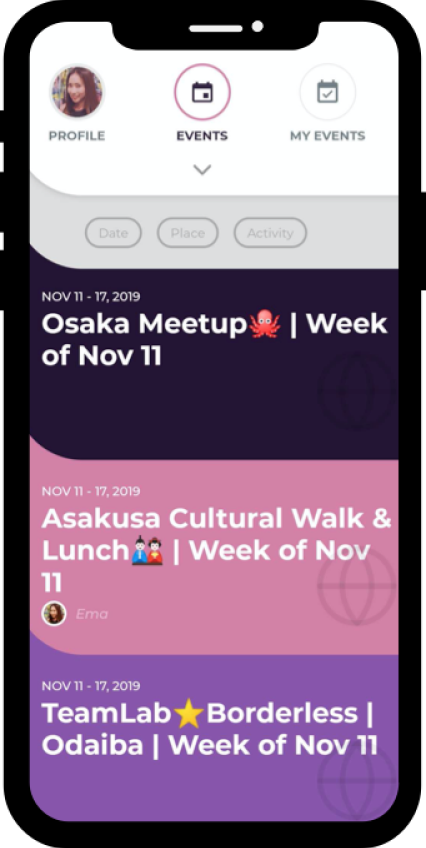 PROFILE
EVENTS
MY EVENTS
Date
Place
Activity
NOV 11 - 17, 2019
Osaka Meetup🐙 | Week
of Nov 11
NOV 11 - 17, 2019
Asakusa Cultural Walk &
Lunch🎎 | Week of Nov
11
Ema
NOV 11 - 17, 2019
TeamLab⭐Borderless |
Odaiba | Week of Nov 11